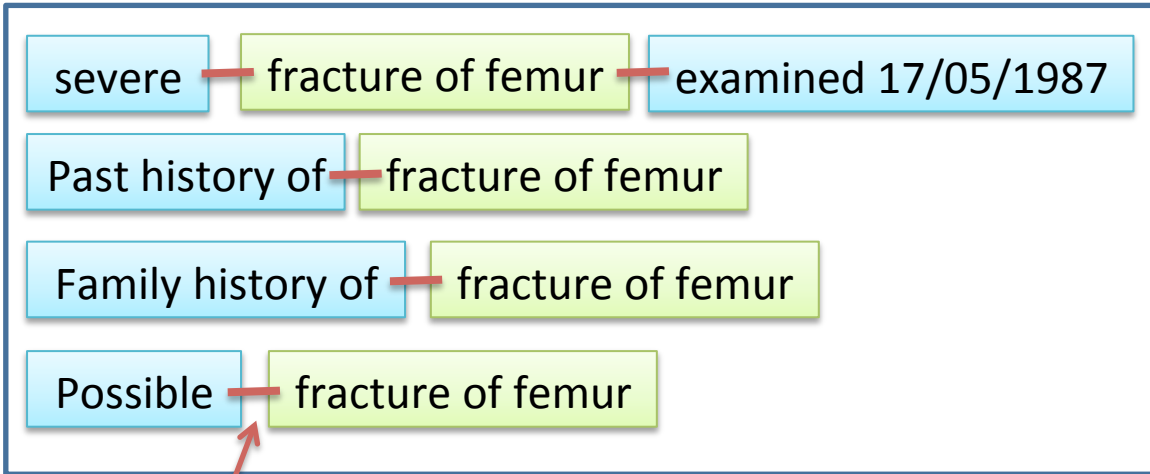 severe fracture of femur examined 17/05/1987
Past history of fracture of femur
Family history of fracture of femur
Possible fracture of femur